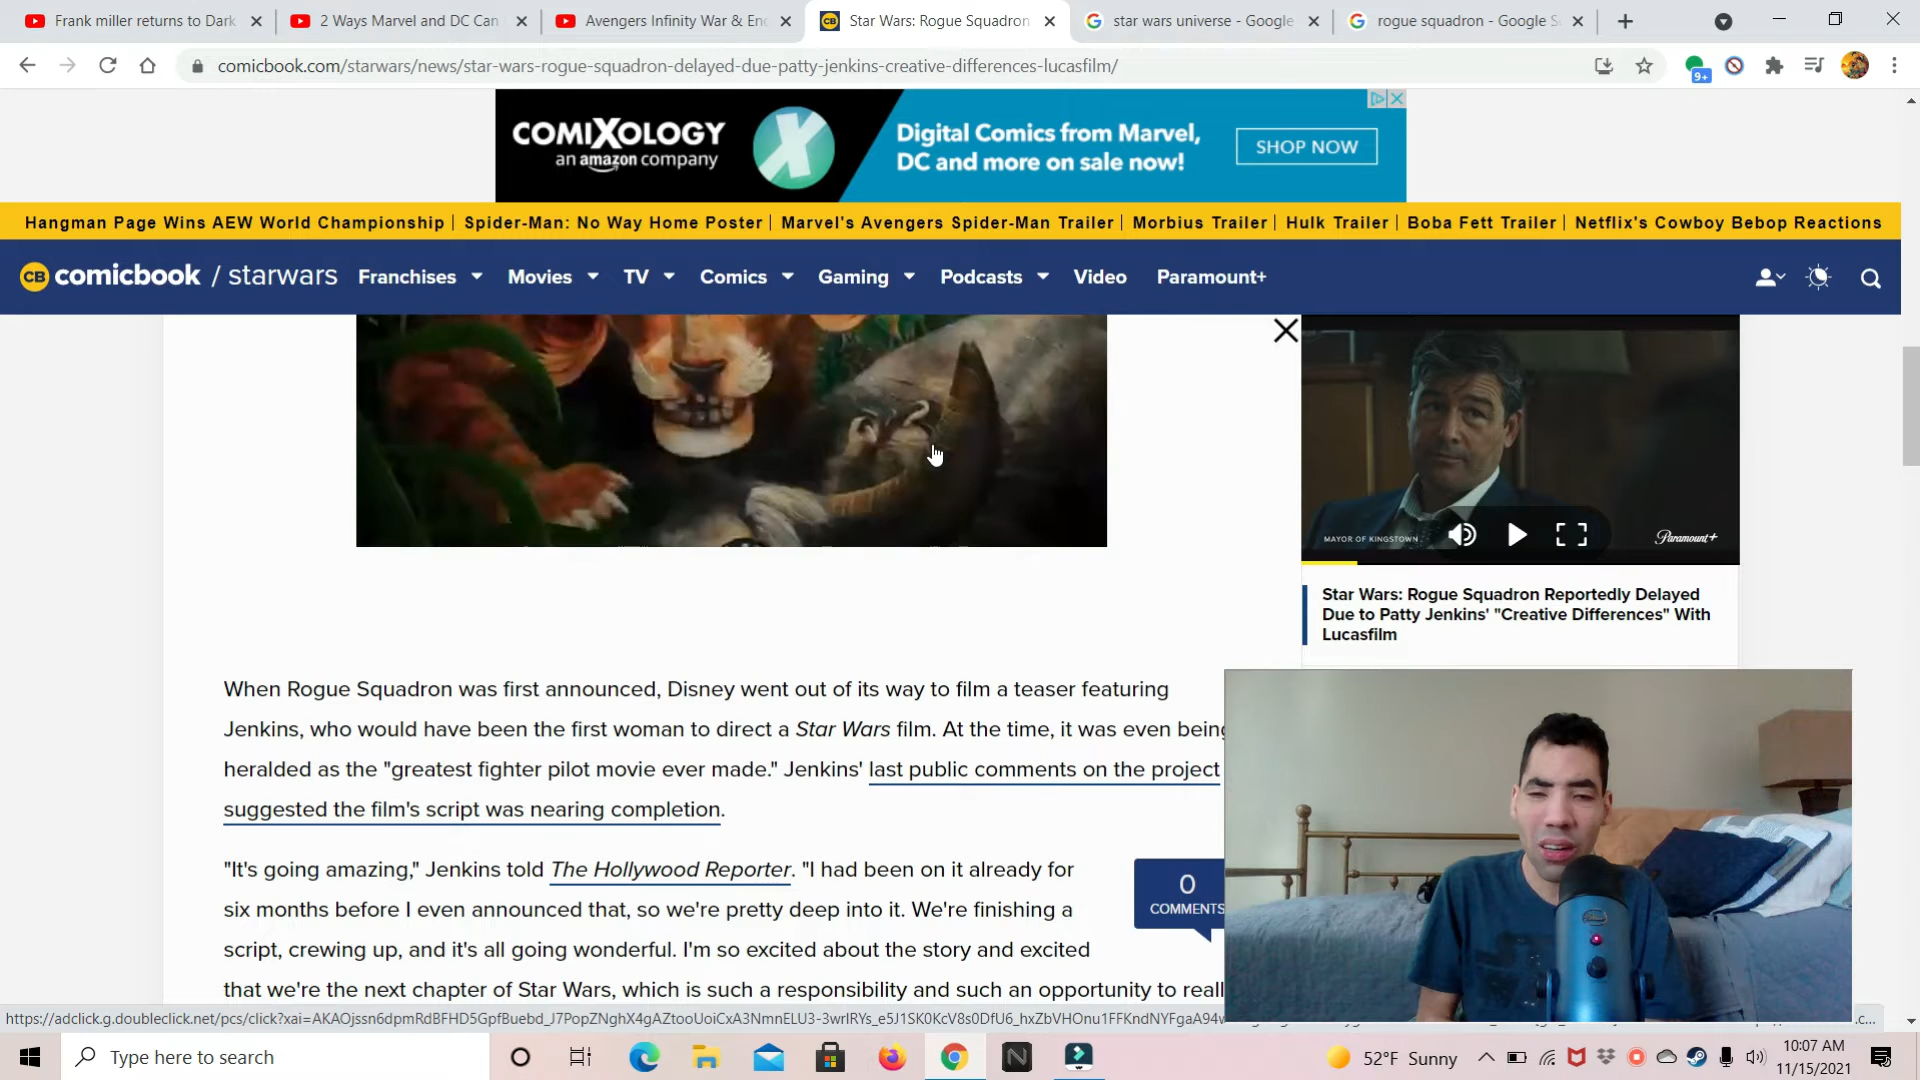 Frank miller returns to Dark
2 Ways Marvel and DC Can
Avengers Infinity War & En
Star Wars: Rogue Squadron
star wars universe - Google
rogue squadron - Google S
comicbook.com/starwars/news/star-wars-rogue-squadron-delayed-due-patty-jenkins-creative-differences-lucasfilm/
9+
COMIXOLOGY
an amazon company
X
Digital Comics from Marvel,
DC and more on sale now!
SHOP NOW
Hangman Page Wins AEW World Championship | Spider-Man: No Way Home Poster | Marvel's Avengers Spider-Man Trailer | Morbius Trailer | Hulk Trailer | Boba Fett Trailer | Netflix's Cowboy Bebop Reactions
CB comicbook / starwars Franchises Movies TV Comics Gaming Podcasts Video Paramount+
MAYOR OF KINGSTOWN
Paramount+
Star Wars: Rogue Squadron Reportedly Delayed
Due to Patty Jenkins' "Creative Differences" With
Lucasfilm
When Rogue Squadron was first announced, Disney went out of its way to film a teaser featuring
Jenkins, who would have been the first woman to direct a Star Wars film. At the time, it was even being
heralded as the "greatest fighter pilot movie ever made." Jenkins' last public comments on the project
suggested the film's script was nearing completion.
"It's going amazing," Jenkins told The Hollywood Reporter. "I had been on it already for
six months before I even announced that, so we're pretty deep into it. We're finishing a
script, crewing up, and it's all going wonderful. I'm so excited about the story and excited
that we're the next chapter of Star Wars, which is such a responsibility and such an opportunity to reall
0
COMMENTS
Type here to search
52°F Sunny
10:07 AM
11/15/2021